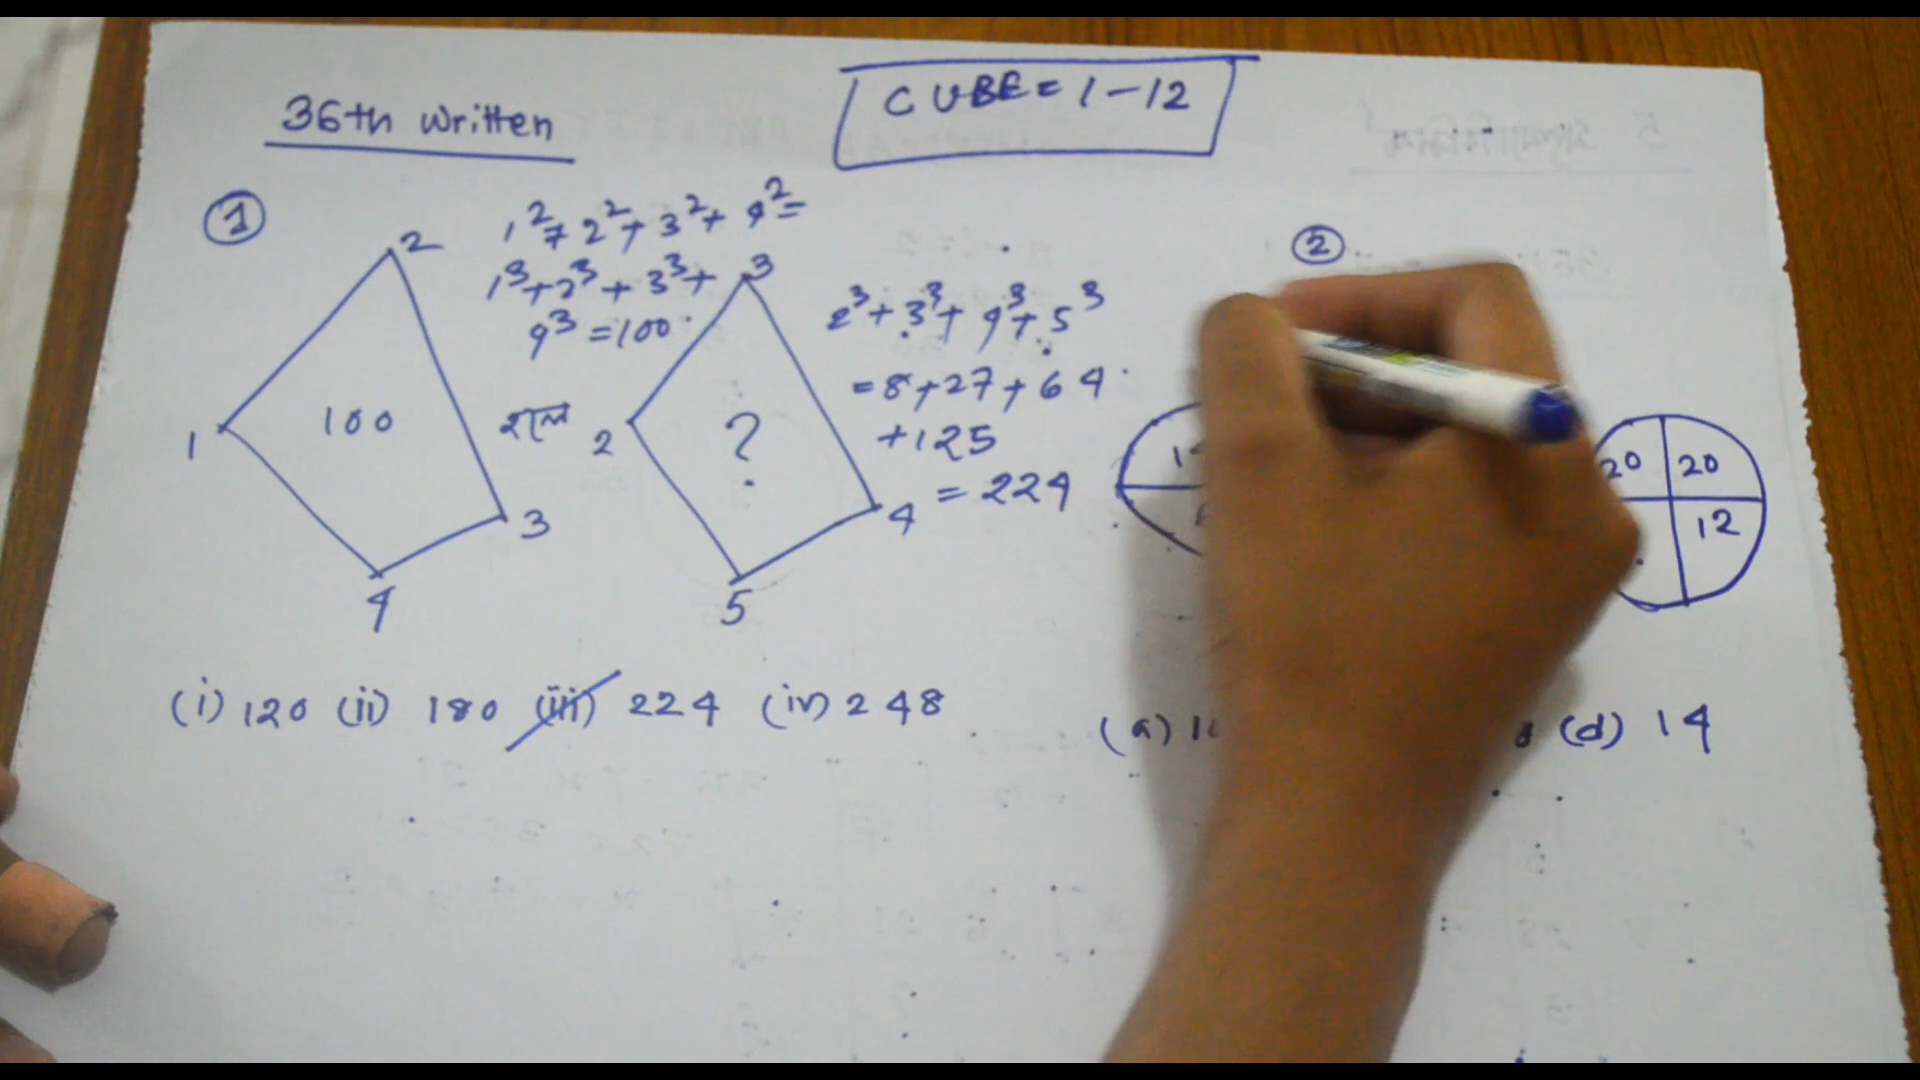 36th written
CUBE = 1-12
1
1² + 2² + 3² + 4² =
1³ + 2³ + 3³ +
4³ = 100
2
1
100
3
4
হলে
3
2
?
4
5
2³ + 3³ + 4³ + 5³
= 8 + 27 + 64
+ 125
= 224
(i) 120 (ii) 180 (iii) 224 (iv) 248
2
20 20
12
(a) (d) 14